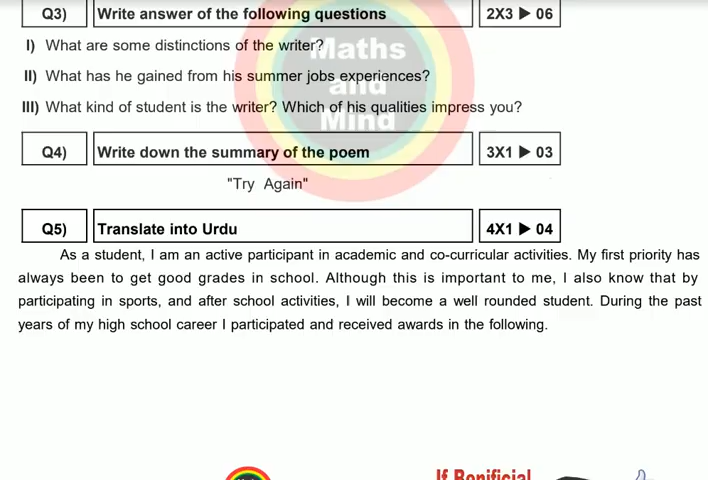 Q3) Write answer of the following questions 2X3 ▶ 06
I) What are some distinctions of the writer?
II) What has he gained from his summer jobs experiences?
III) What kind of student is the writer? Which of his qualities impress you?
Maths
and
Mind
Q4) Write down the summary of the poem 3X1 ▶ 03
"Try Again"
Q5) Translate into Urdu 4X1 ▶ 04
As a student, I am an active participant in academic and co-curricular activities. My first priority has
always been to get good grades in school. Although this is important to me, I also know that by
participating in sports, and after school activities, I will become a well rounded student. During the past
years of my high school career I participated and received awards in the following.
If Bonificial